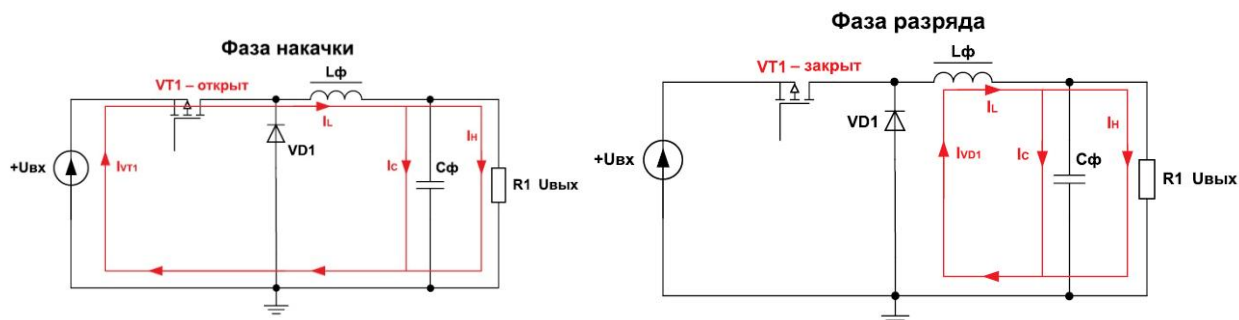 Фаза накачки
Lф
VT1 – открыт
IL
IН
VD1
+Uвх
IVT1
IC
Cф
R1 Uвых
Фаза разряда
Lф
VT1 – закрыт
IL
IН
VD1
+Uвх
IVD1
IC
Cф
R1 Uвых